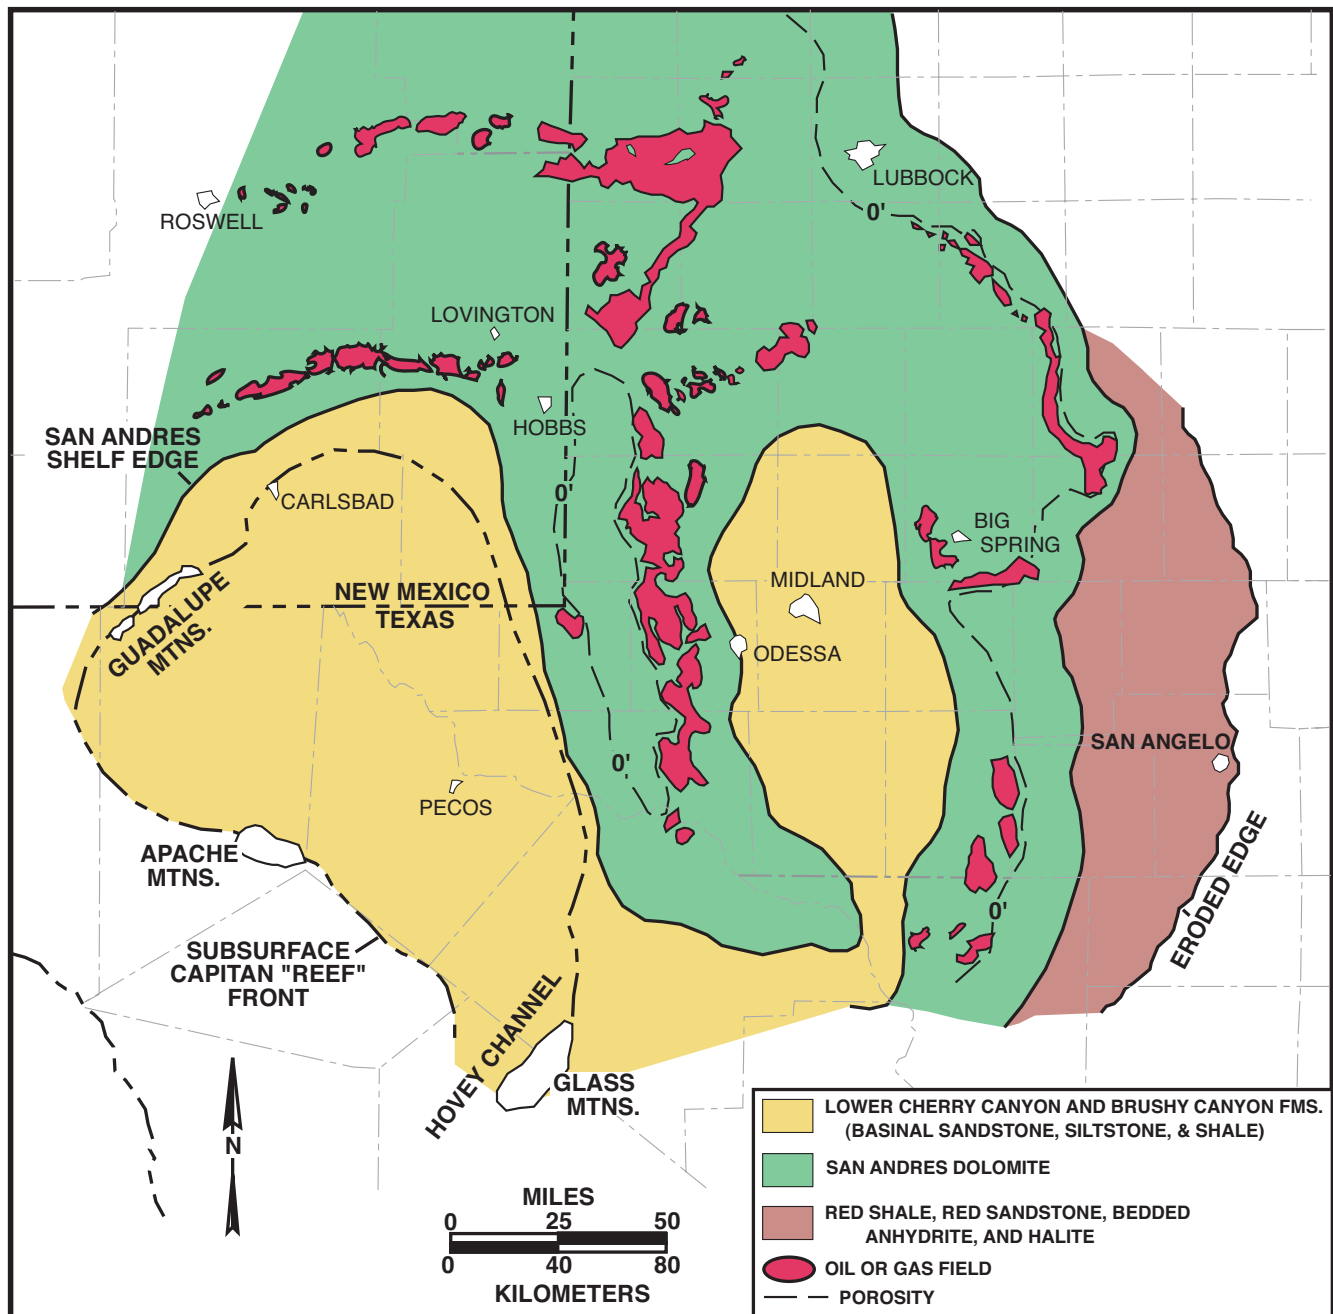 LUBBOCK
ROSWELL
0'
LOVINGTON
HOBBS
SAN ANDRES
SHELF EDGE
CARLSBAD
0'
BIG
SPRING
MIDLAND
NEW MEXICO
TEXAS
GUADALUPE
MTNS.
ODESSA
SAN ANGELO
0'
PECOS
APACHE
MTNS.
ERODED EDGE
0'
SUBSURFACE
CAPITAN "REEF"
FRONT
HOVEY CHANNEL
GLASS
MTNS.
N
MILES
0 25 50
0 40 80
KILOMETERS
LOWER CHERRY CANYON AND BRUSHY CANYON FMS.
(BASINAL SANDSTONE, SILTSTONE, & SHALE)
SAN ANDRES DOLOMITE
RED SHALE, RED SANDSTONE, BEDDED
ANHYDRITE, AND HALITE
OIL OR GAS FIELD
POROSITY